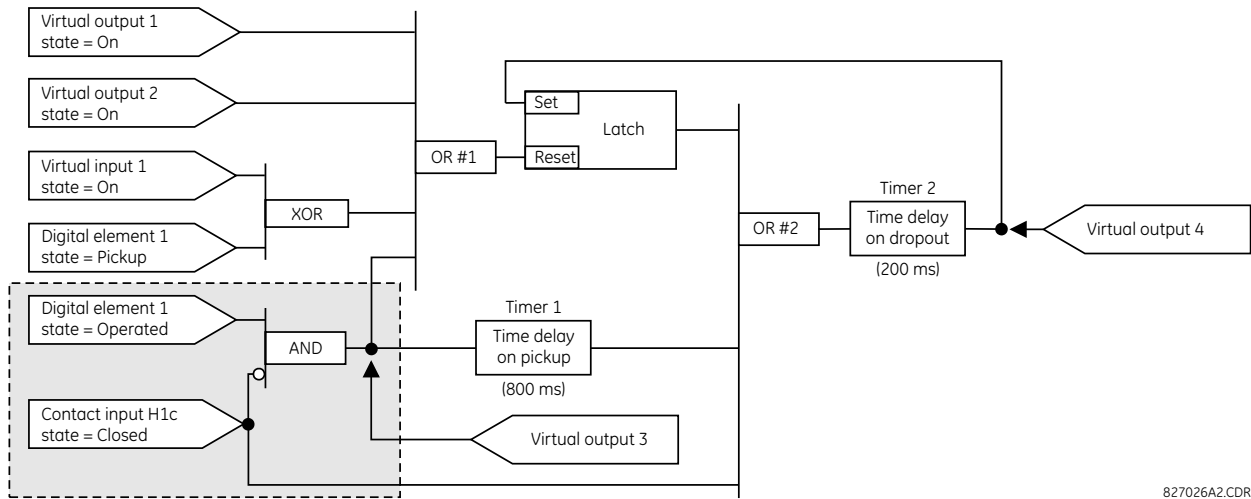 Virtual output 1
state = On
Virtual output 2
state = On
Virtual input 1
state = On
Digital element 1
state = Pickup
Digital element 1
state = Operated
Contact input H1c
state = Closed
XOR
AND
OR #1
Set
Latch
Reset
Timer 1
Time delay
on pickup
(800 ms)
Virtual output 3
OR #2
Timer 2
Time delay
on dropout
(200 ms)
Virtual output 4
827026A2.CDR